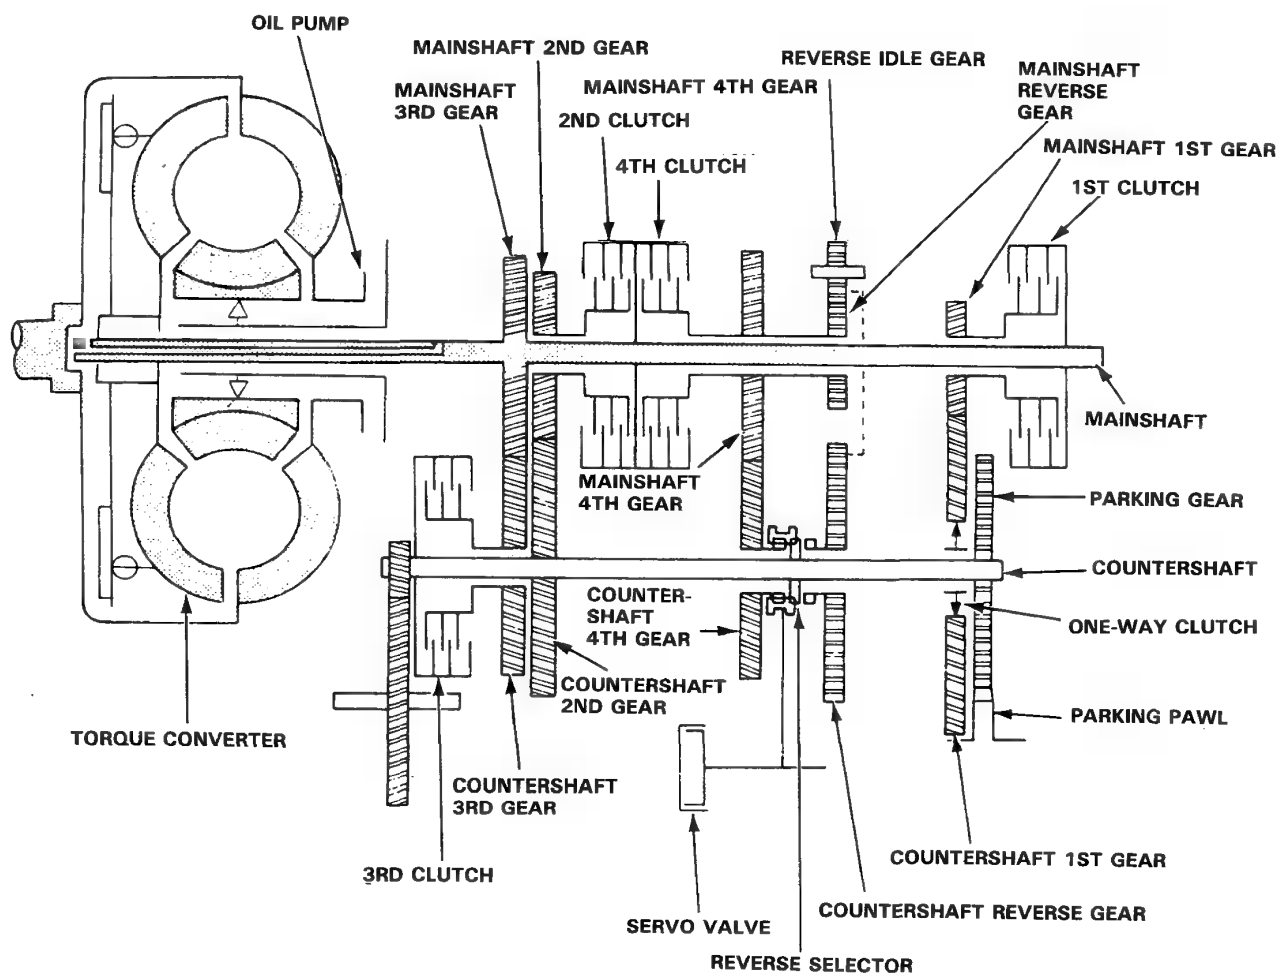 OIL PUMP
MAINSHAFT 2ND GEAR
REVERSE IDLE GEAR
MAINSHAFT
REVERSE
GEAR
MAINSHAFT
3RD GEAR
MAINSHAFT 4TH GEAR
2ND CLUTCH
4TH CLUTCH
MAINSHAFT 1ST GEAR
1ST CLUTCH
MAINSHAFT
MAINSHAFT
4TH GEAR
PARKING GEAR
COUNTERSHAFT
COUNTER-
SHAFT
4TH GEAR
ONE-WAY CLUTCH
COUNTERSHAFT
2ND GEAR
PARKING PAWL
TORQUE CONVERTER
COUNTERSHAFT
3RD GEAR
COUNTERSHAFT 1ST GEAR
3RD CLUTCH
COUNTERSHAFT REVERSE GEAR
SERVO VALVE
REVERSE SELECTOR